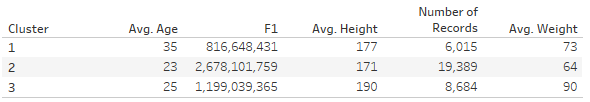 Number of
Cluster Avg. Age F1 Avg. Height Records Avg. Weight
1 35 816,648,431 177 6,015 73
2 23 2,678,101,759 171 19,389 64
3 25 1,199,039,365 190 8,684 90